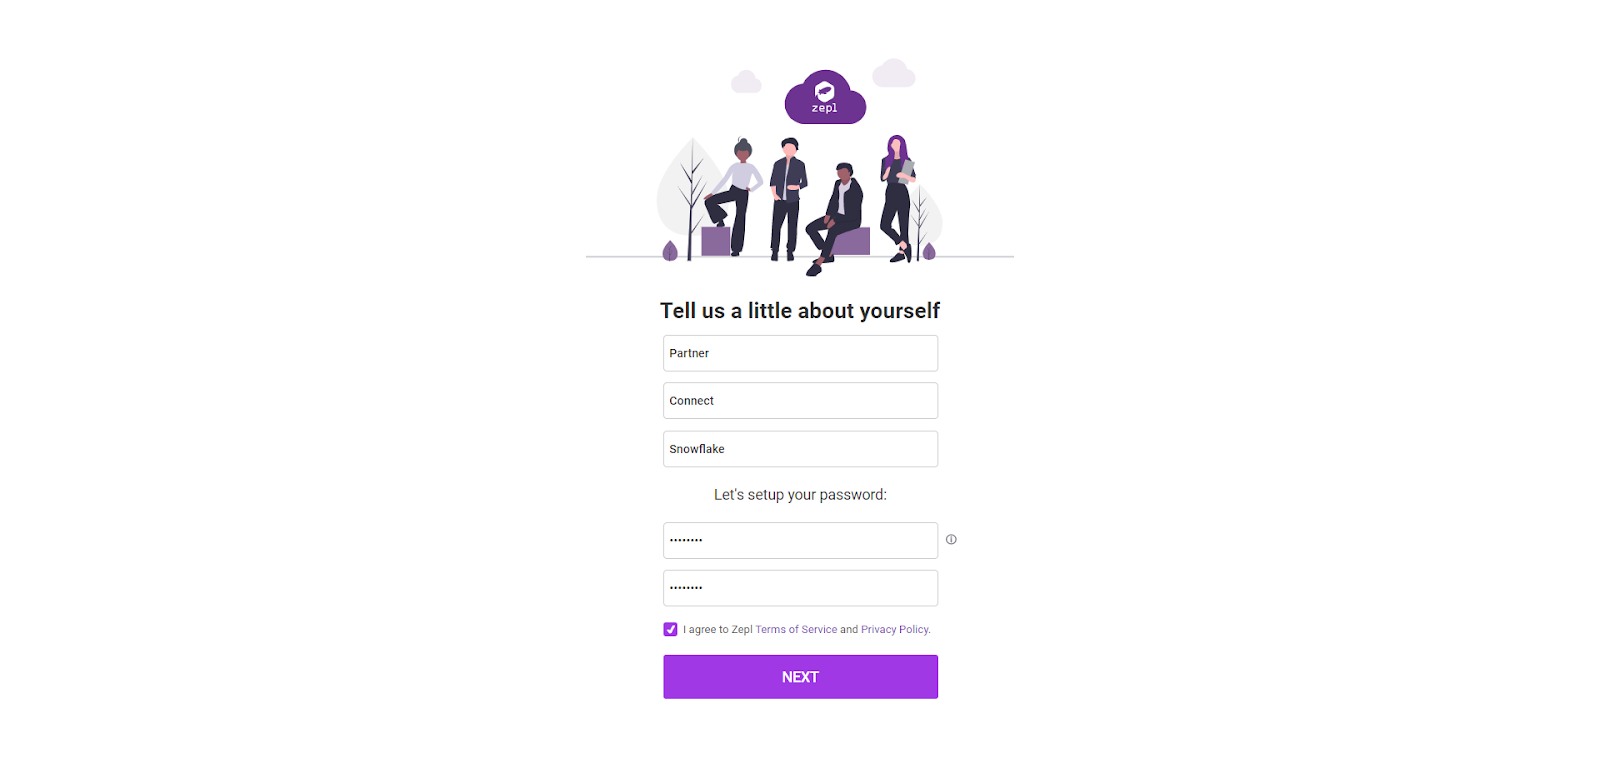 zepl
Tell us a little about yourself
Partner
Connect
Snowflake
Let's setup your password:
••••••••
••••••••
I agree to Zepl Terms of Service and Privacy Policy.
NEXT